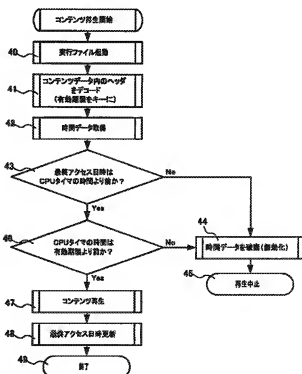 コンテンツ再生開始
40
実行ファイル起動
41
コンテンツデータ内のヘッダ
をデコード
(有効期限をキーに)
42
時間データ取得
43
最終アクセス日時は
CPUタイマの時間より前か?
No
Yes
44
時間データを破棄(初期化)
45
再生中止
46
CPUタイマの時間は
有効期限より前か?
No
Yes
47
コンテンツ再生
48
最終アクセス日時更新
49
終了